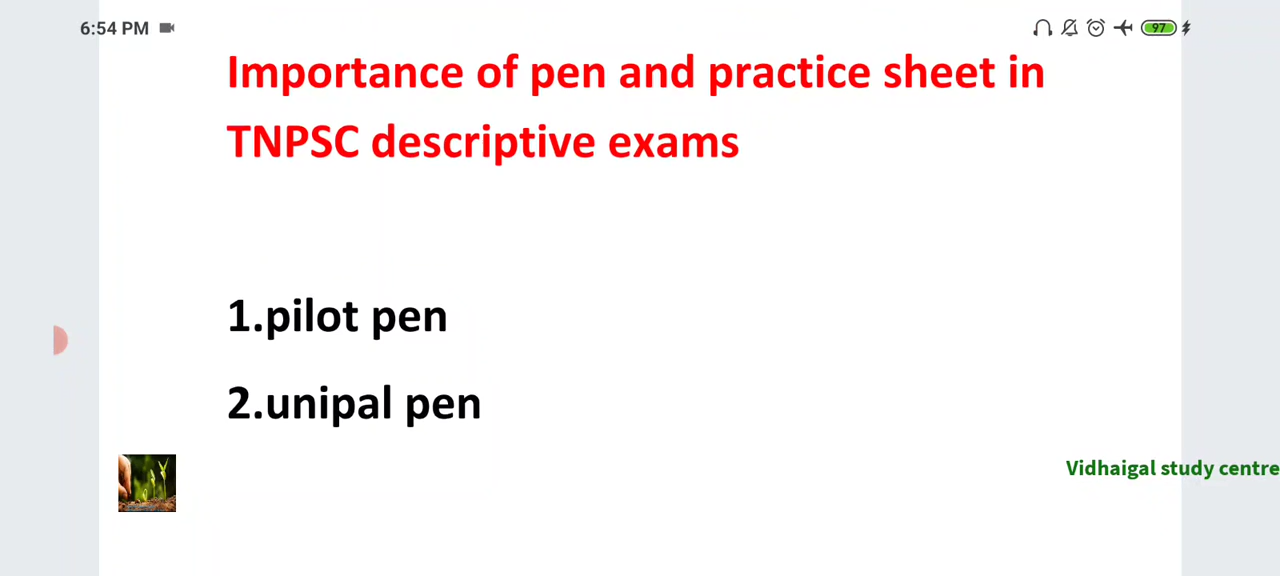 6:54 PM
97
Importance of pen and practice sheet in
TNPSC descriptive exams
1.pilot pen
2.unipal pen
Vidhaigal study centre